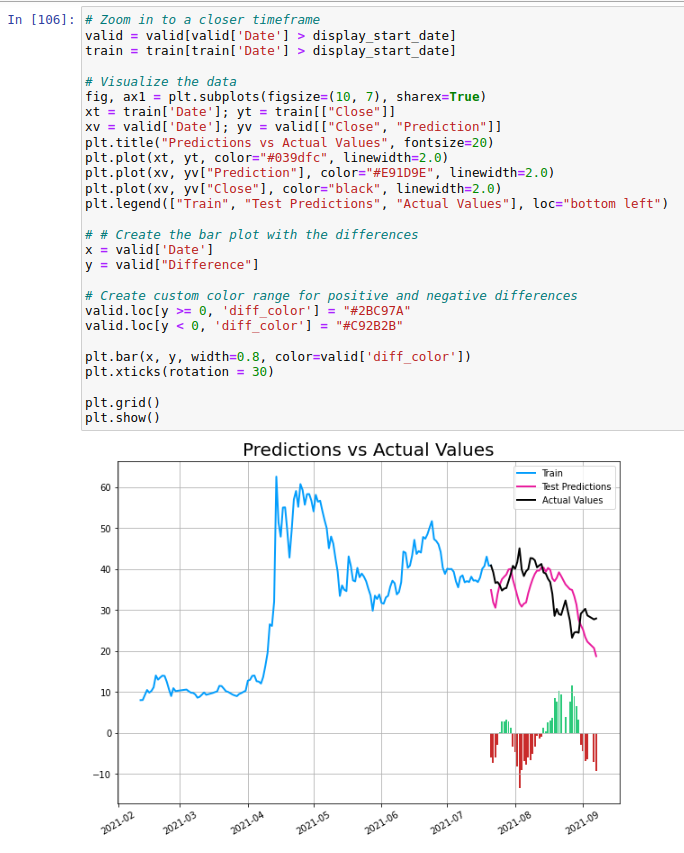 In [106]:
# Zoom in to a closer timeframe
valid = valid[valid['Date'] > display_start_date]
train = train[train['Date'] > display_start_date]
# Visualize the data
fig, ax1 = plt.subplots(figsize=(10, 7), sharex=True)
xt = train['Date']; yt = train[["Close"]]
xv = valid['Date']; yv = valid[["Close", "Prediction"]]
plt.title("Predictions vs Actual Values", fontsize=20)
plt.plot(xt, yt, color="#039dfc", linewidth=2.0)
plt.plot(xv, yv["Prediction"], color="#E91D9E", linewidth=2.0)
plt.plot(xv, yv["Close"], color="black", linewidth=2.0)
plt.legend(["Train", "Test Predictions", "Actual Values"], loc="bottom left")
# # Create the bar plot with the differences
x = valid['Date']
y = valid["Difference"]
# Create custom color range for positive and negative differences
valid.loc[y >= 0, 'diff_color'] = "#2BC97A"
valid.loc[y < 0, 'diff_color'] = "#C92B2B"
plt.bar(x, y, width=0.8, color=valid['diff_color'])
plt.xticks(rotation = 30)
plt.grid()
plt.show()
Predictions vs Actual Values
Train
Test Predictions
Actual Values
60
50
40
30
20
10
0
−10
2021-02
2021-03
2021-04
2021-05
2021-06
2021-07
2021-08
2021-09